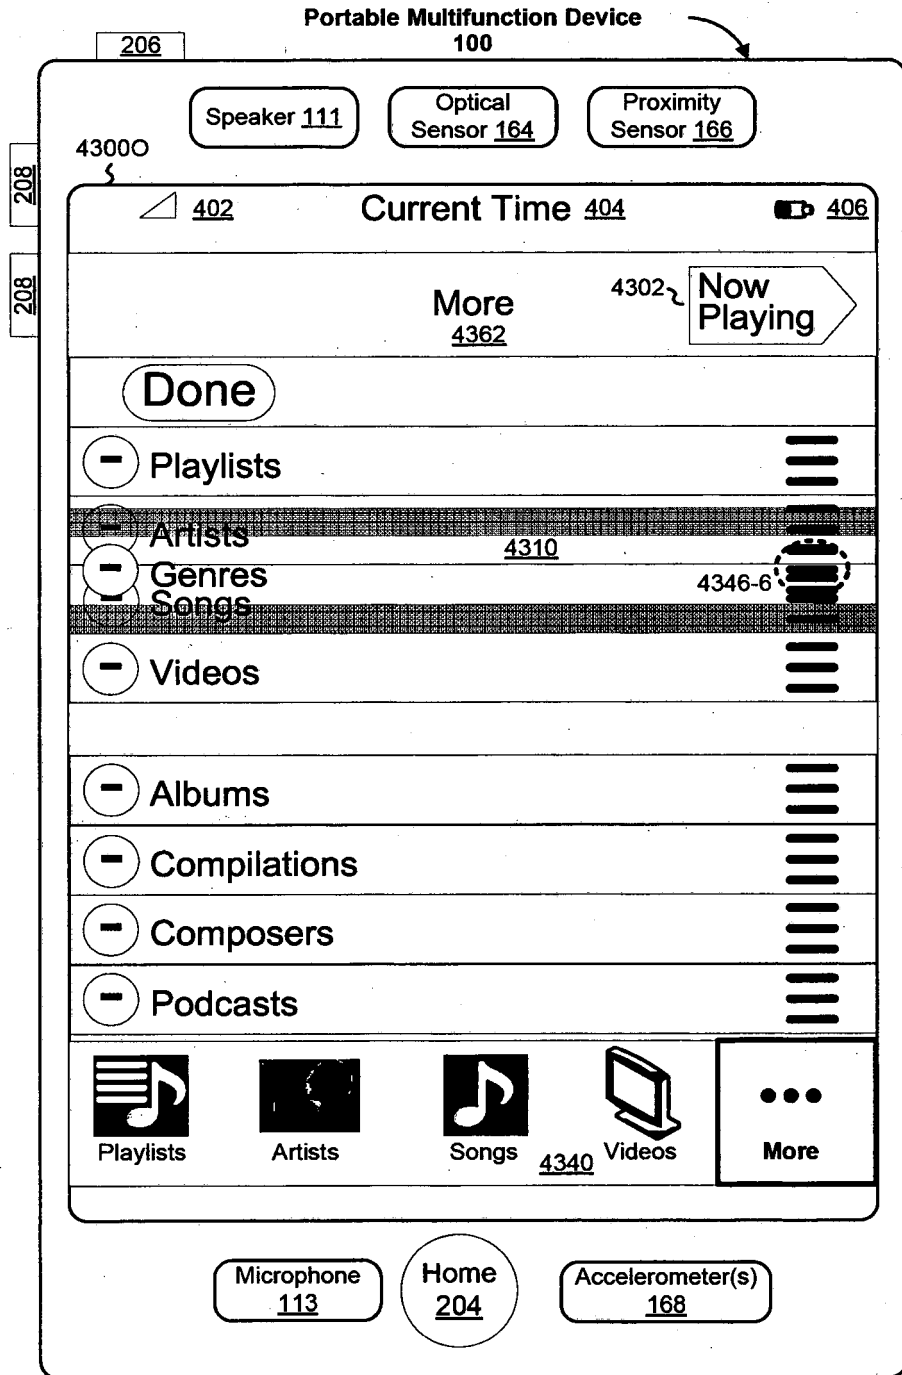 Portable Multifunction Device
100
206
Speaker 111
Optical
Sensor 164
Proximity
Sensor 166
4300O
208
208
402
Current Time 404
406
More
4362
4302
Now
Playing
Done
Playlists
Artists
4310
Genres
4346-6
Songs
Videos
Albums
Compilations
Composers
Podcasts
Playlists
Artists
Songs
4340
Videos
More
Microphone
113
Home
204
Accelerometer(s)
168